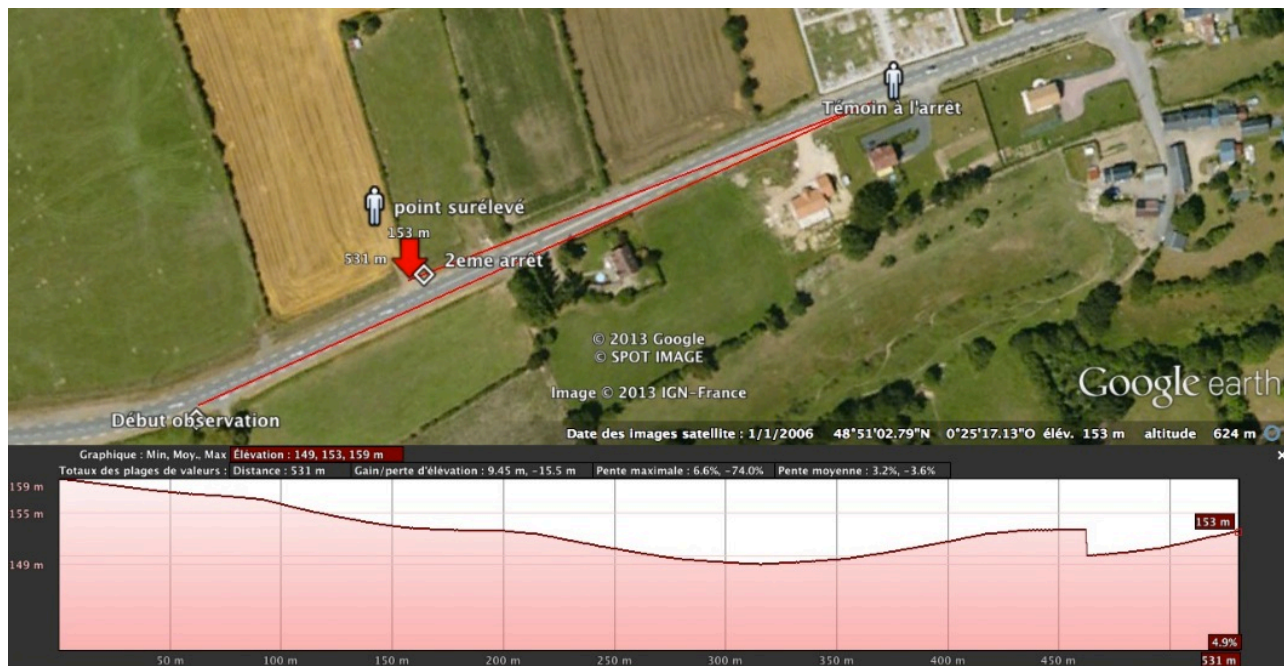 Témoin à l'arrêt
point surélevé
153 m
531 m
2eme arrêt
© 2013 Google
© SPOT IMAGE
Image © 2013 IGN-France
Google earth
Début observation
Date des images satellite : 1/1/2006 48°51'02.79"N 0°25'17.13"O élév. 153 m altitude 624 m
Graphique : Min, Moy., Max Élévation : 149, 153, 159 m
Totaux des plages de valeurs : Distance : 531 m Gain/perte d'élévation : 9.45 m, -15.5 m Pente maximale : 6.6%, -74.0% Pente moyenne : 3.2%, -3.6%
159 m
155 m
149 m
153 m
4.9%
50 m 100 m 150 m 200 m 250 m 300 m 350 m 400 m 450 m 531 m